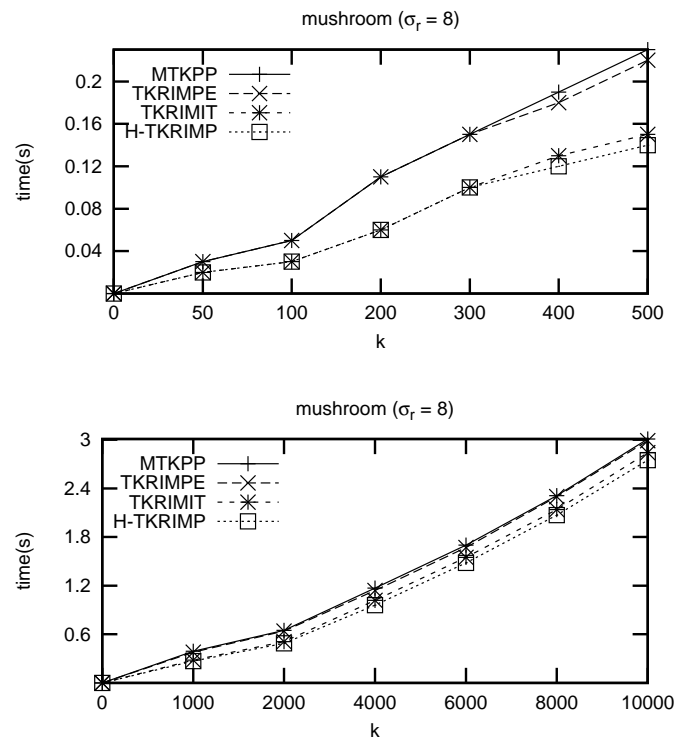 mushroom (σr = 8)
MTKPP
TKRIMPE
TKRIMIT
H-TKRIMP
time(s)
0.2
0.16
0.12
0.08
0.04
0 50 100 200 300 400 500
k
mushroom (σr = 8)
MTKPP
TKRIMPE
TKRIMIT
H-TKRIMP
time(s)
3
2.4
1.8
1.2
0.6
0 1000 2000 4000 6000 8000 10000
k